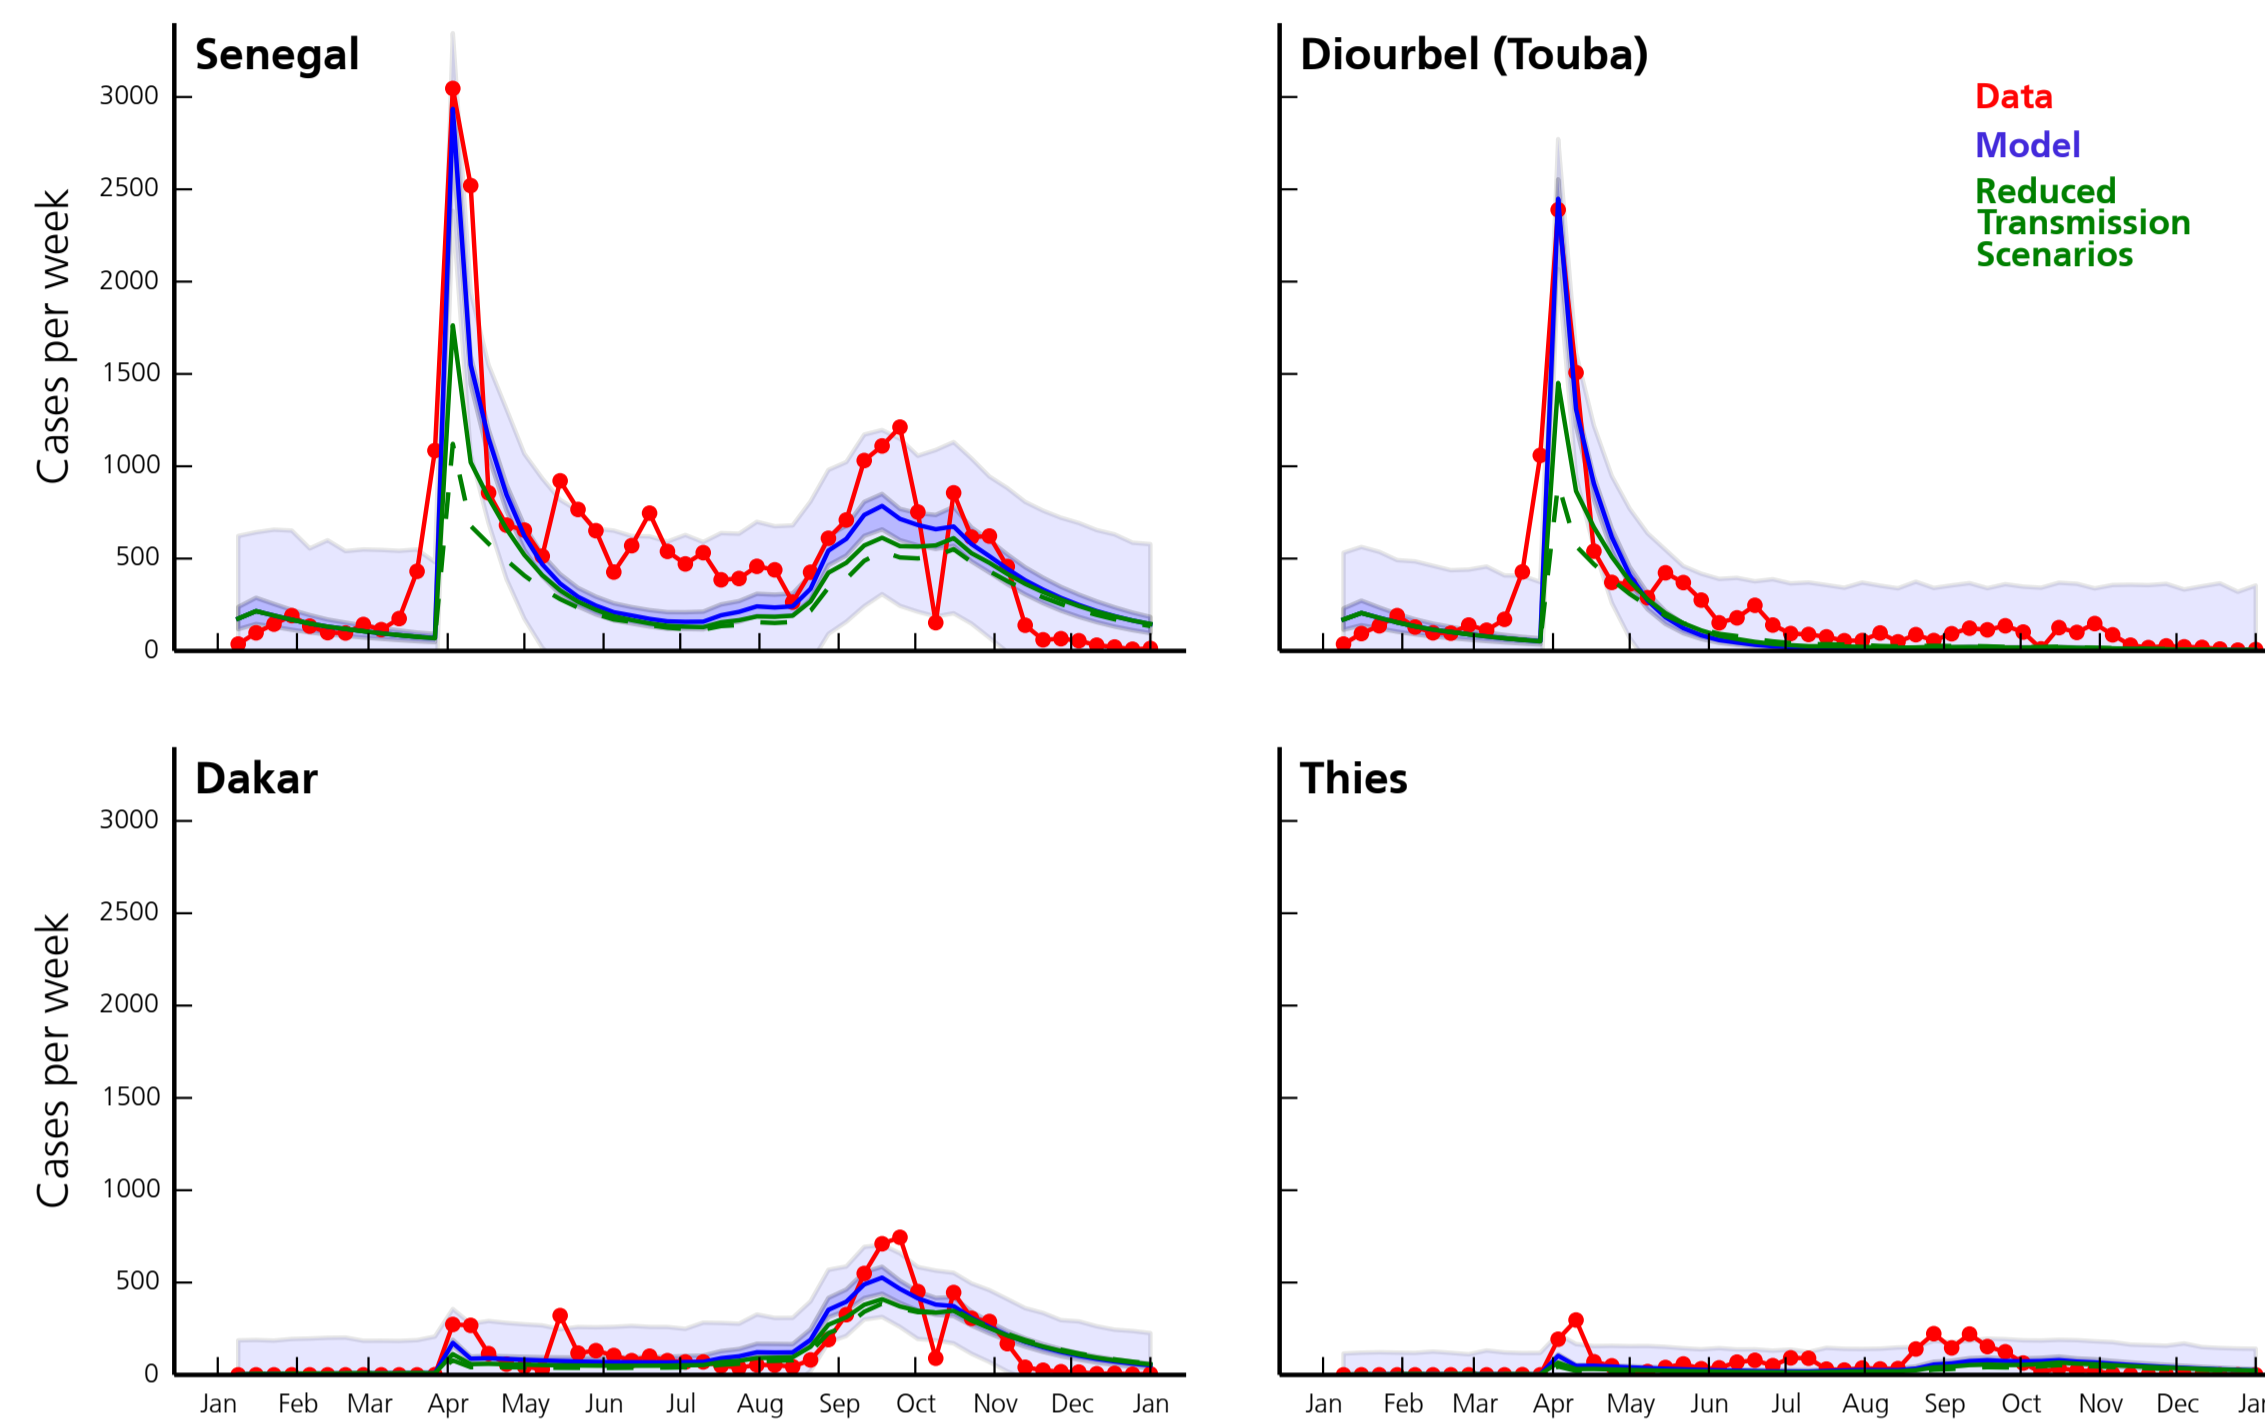 Senegal
Diourbel (Touba)
Data
Model
Reduced
Transmission
Scenarios
Cases per week
3000
2500
2000
1500
1000
500
0
Dakar
Thies
Cases per week
3000
2500
2000
1500
1000
500
0
Jan Feb Mar Apr May Jun Jul Aug Sep Oct Nov Dec Jan
Jan Feb Mar Apr May Jun Jul Aug Sep Oct Nov Dec Jan